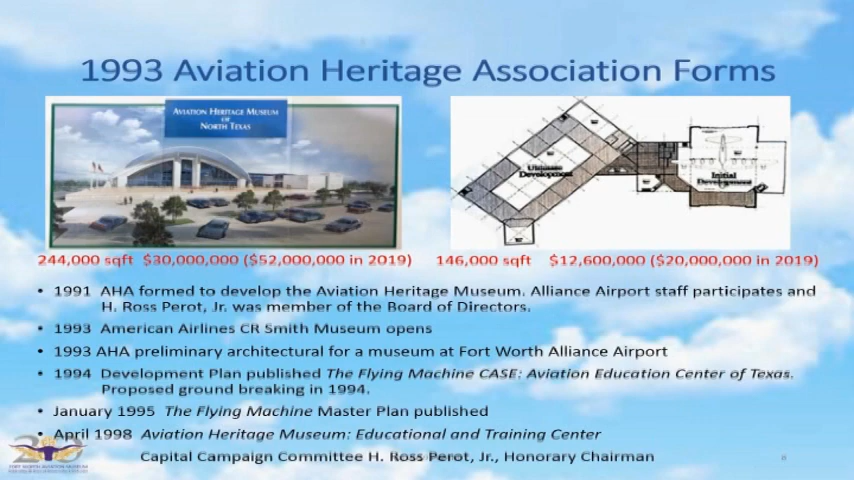 1993 Aviation Heritage Association Forms
AVIATION HERITAGE MUSEUM
OF
NORTH TEXAS
Ultimate
Development
Initial
Development
244,000 sqft $30,000,000 ($52,000,000 in 2019)
146,000 sqft $12,600,000 ($20,000,000 in 2019)
• 1991 AHA formed to develop the Aviation Heritage Museum. Alliance Airport staff participates and
H. Ross Perot, Jr. was member of the Board of Directors.
• 1993 American Airlines CR Smith Museum opens
• 1993 AHA preliminary architectural for a museum at Fort Worth Alliance Airport
• 1994 Development Plan published The Flying Machine CASE: Aviation Education Center of Texas.
Proposed ground breaking in 1994.
• January 1995 The Flying Machine Master Plan published
• April 1998 Aviation Heritage Museum: Educational and Training Center
Capital Campaign Committee H. Ross Perot, Jr., Honorary Chairman
FORT WORTH AVIATION MUSEUM
8